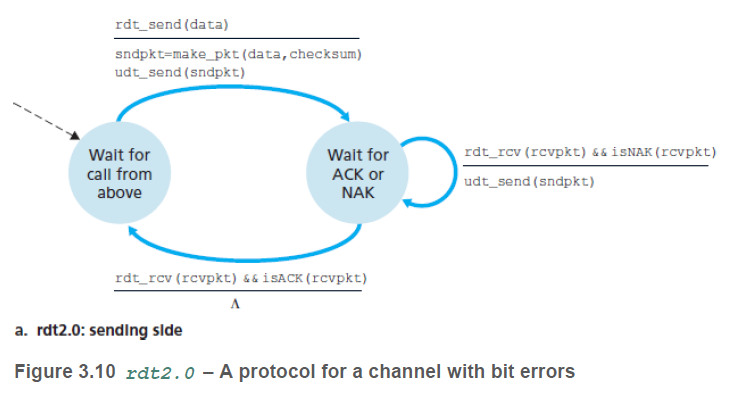 rdt_send(data)
sndpkt=make_pkt(data,checksum)
udt_send(sndpkt)
Wait for
call from
above
Wait for
ACK or
NAK
rdt_rcv(rcvpkt) && isNAK(rcvpkt)
udt_send(sndpkt)
rdt_rcv(rcvpkt) && isACK(rcvpkt)
Λ
a. rdt2.0: sending side
Figure 3.10 rdt2.0 – A protocol for a channel with bit errors